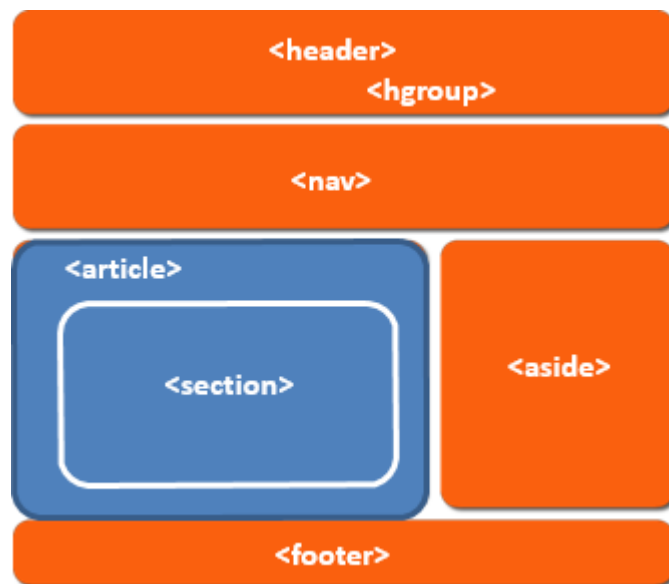 <header>
<hgroup>
<nav>
<article>
<section>
<aside>
<footer>